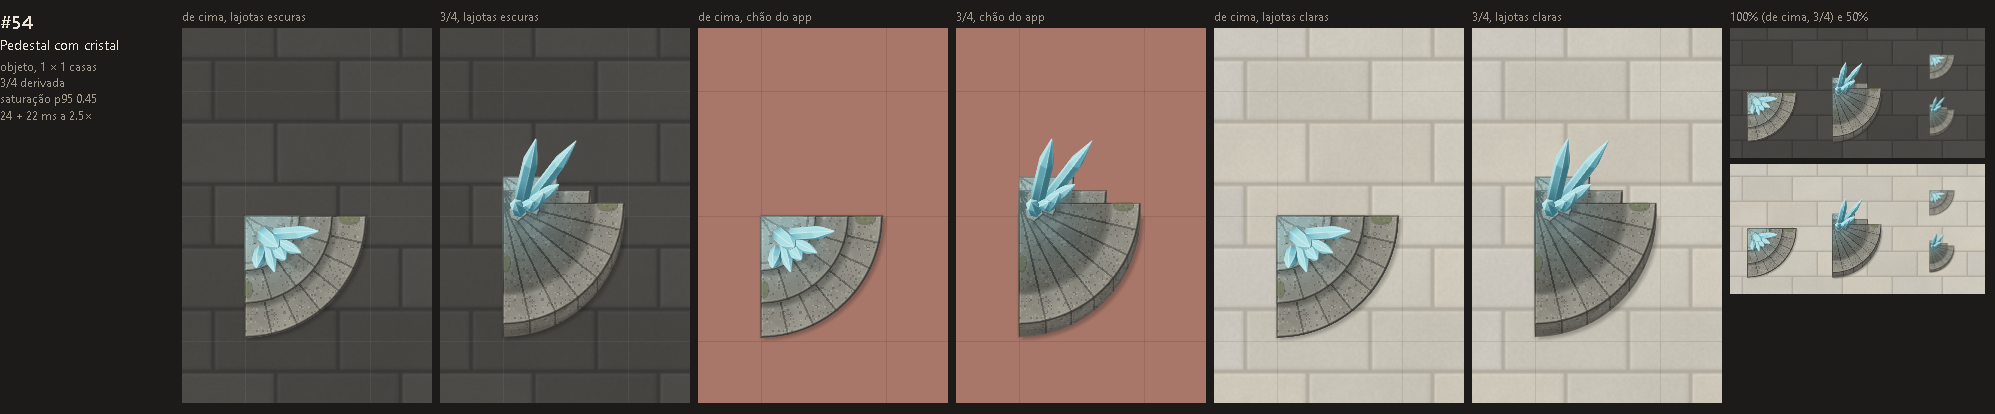 #54
Pedestal com cristal
objeto, 1 × 1 casas
3/4 derivada
saturação p95 0.45
24 + 22 ms a 2.5×
de cima, lajotas escuras
3/4, lajotas escuras
de cima, chão do app
3/4, chão do app
de cima, lajotas claras
3/4, lajotas claras
100% (de cima, 3/4) e 50%